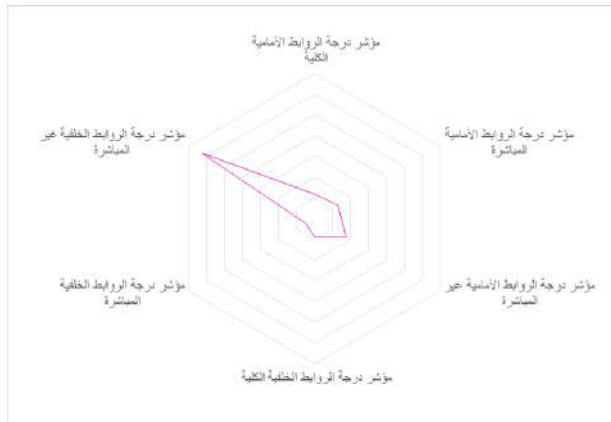 مؤشر درجة الروابط الأمامية
الكلية
مؤشر درجة الروابط الأمامية
المباشرة
مؤشر درجة الروابط الأمامية غير
المباشرة
مؤشر درجة الروابط الخلفية الكلية
مؤشر درجة الروابط الخلفية
المباشرة
مؤشر درجة الروابط الخلفية غير
المباشرة